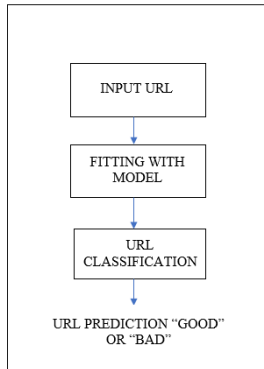 INPUT URL
FITTING WITH
MODEL
URL
CLASSIFICATION
URL PREDICTION “GOOD”
OR “BAD”